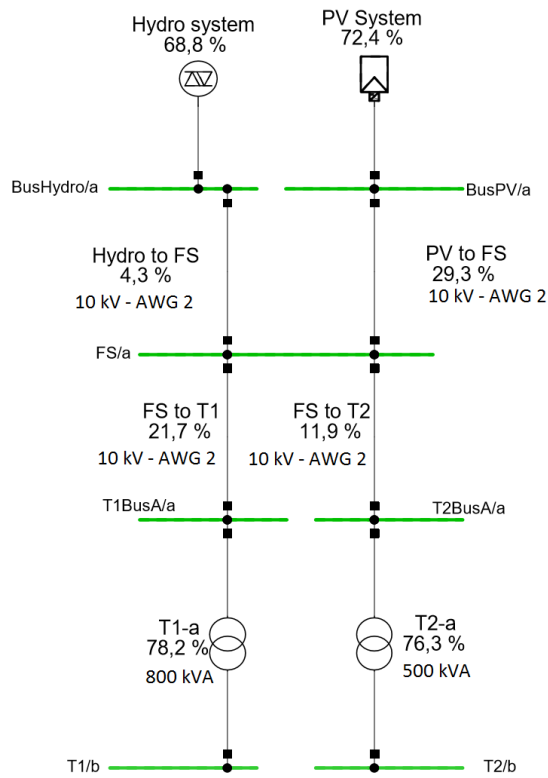 Hydro system
68,8 %
PV System
72,4 %
BusHydro/a
BusPV/a
Hydro to FS
4,3 %
10 kV - AWG 2
PV to FS
29,3 %
10 kV - AWG 2
FS/a
FS to T1
21,7 %
10 kV - AWG 2
FS to T2
11,9 %
10 kV - AWG 2
T1BusA/a
T2BusA/a
T1-a
78,2 %
800 kVA
T2-a
76,3 %
500 kVA
T1/b
T2/b